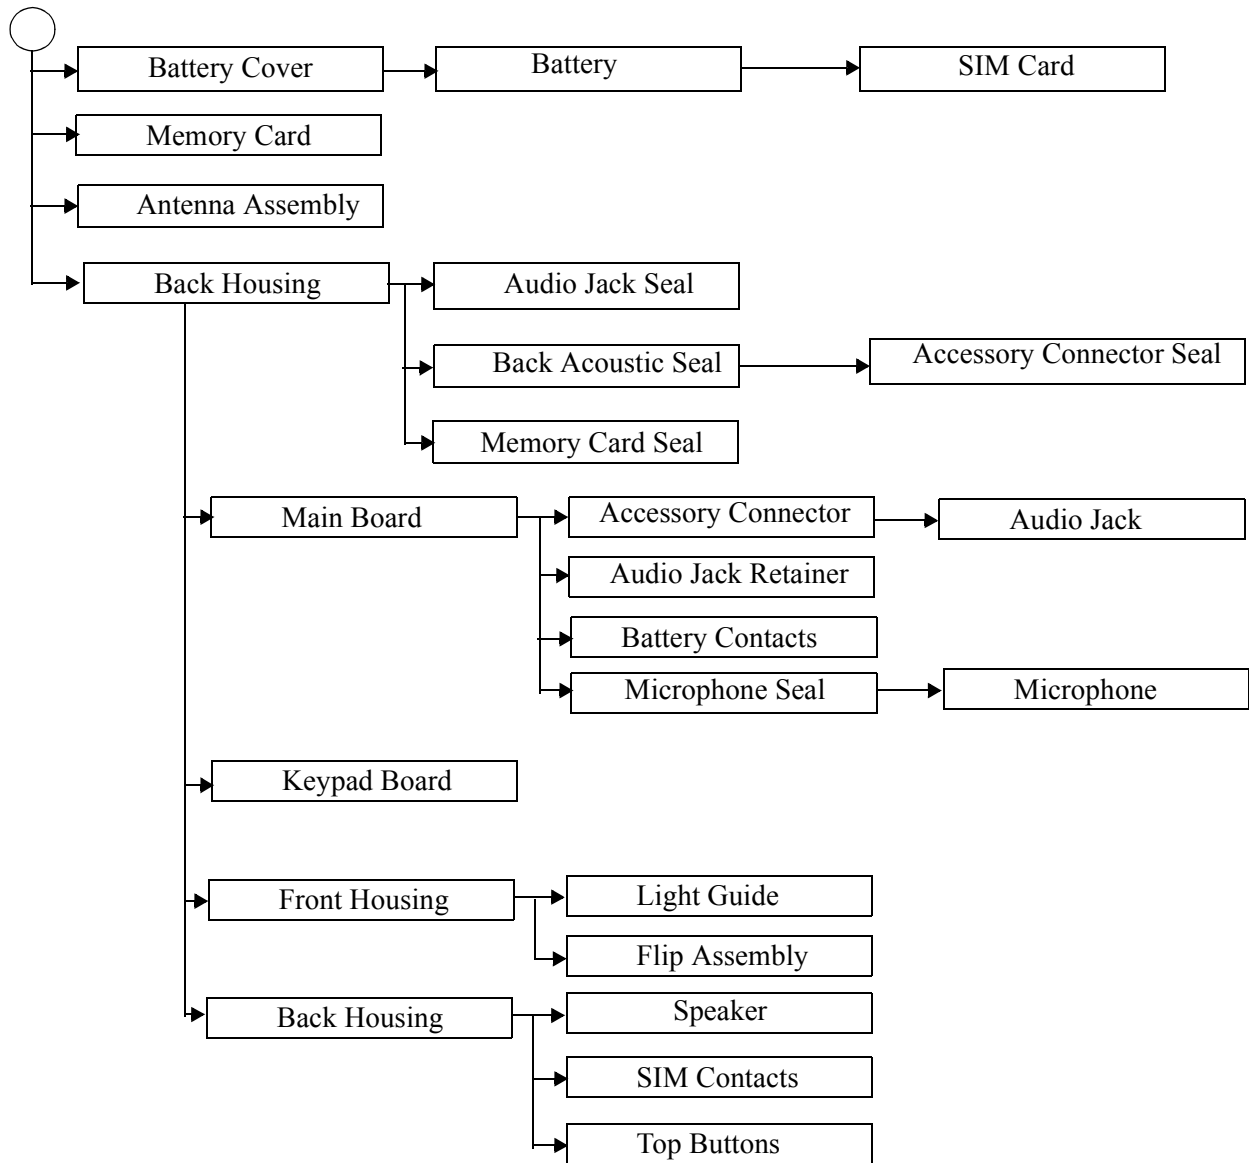 Battery Cover
Battery
SIM Card
Memory Card
Antenna Assembly
Back Housing
Audio Jack Seal
Back Acoustic Seal
Accessory Connector Seal
Memory Card Seal
Main Board
Accessory Connector
Audio Jack
Audio Jack Retainer
Battery Contacts
Microphone Seal
Microphone
Keypad Board
Front Housing
Light Guide
Flip Assembly
Back Housing
Speaker
SIM Contacts
Top Buttons